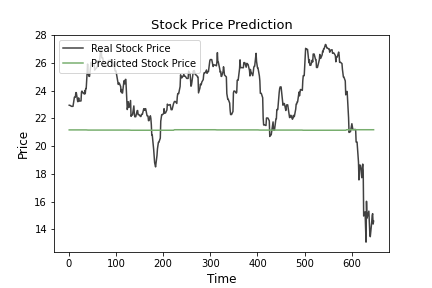 Stock Price Prediction
28
26
24
22
20
18
16
14
Price
Real Stock Price
Predicted Stock Price
0 100 200 300 400 500 600
Time